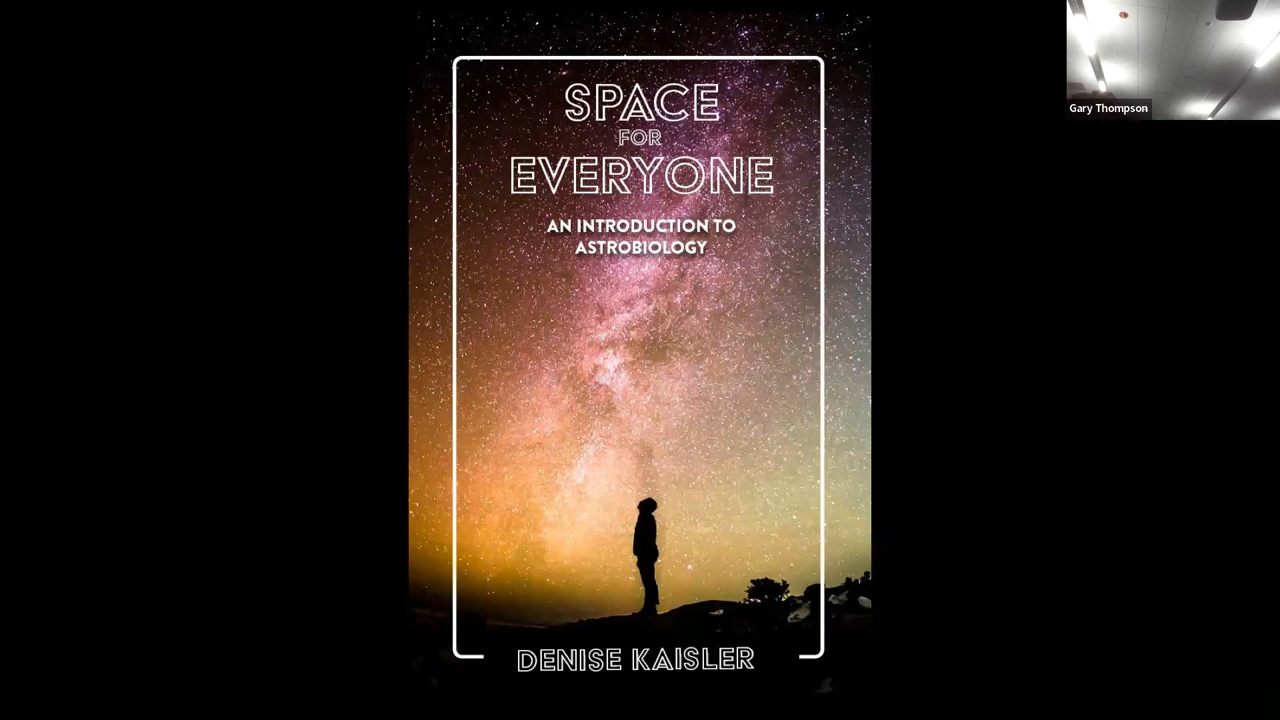 SPACE
FOR
EVERYONE
AN INTRODUCTION TO
ASTROBIOLOGY
DENISE KAISLER
Gary Thompson